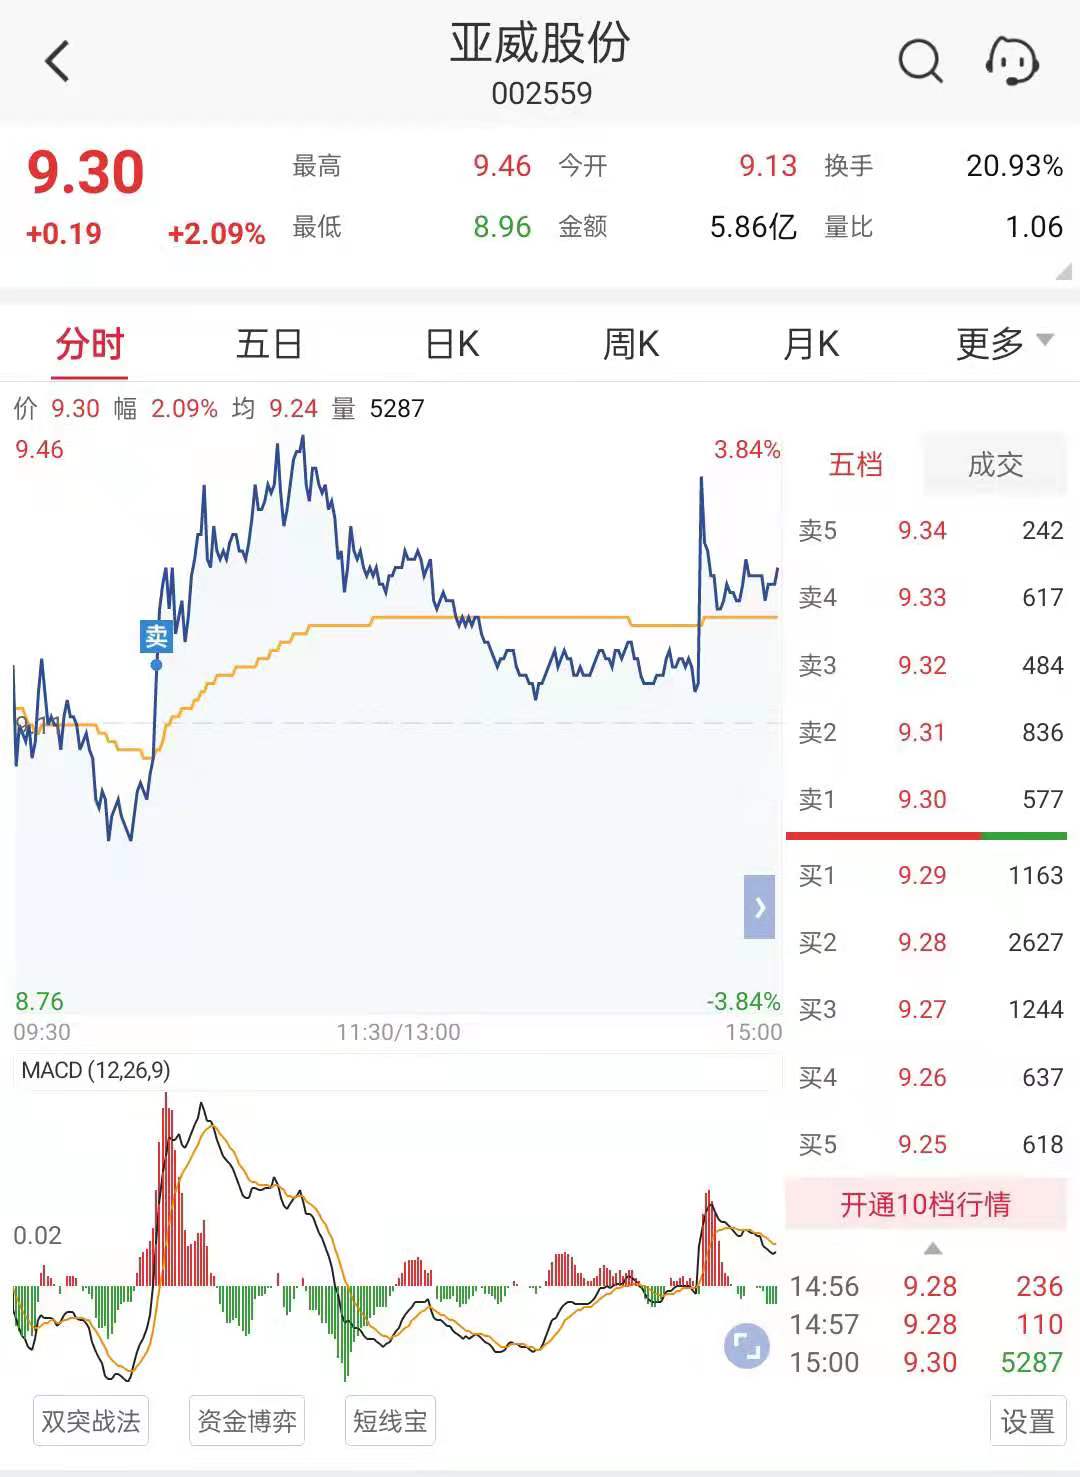 亚威股份
002559
9.30
+0.19 +2.09%
最高 9.46 今开 9.13 换手 20.93%
最低 8.96 金额 5.86亿 量比 1.06
分时 五日 日K 周K 月K 更多
价 9.30 幅 2.09% 均 9.24 量 5287
9.46 3.84%
卖
9.11
8.76 -3.84%
09:30 11:30/13:00 15:00
MACD (12,26,9)
0.02
五档 成交
卖5 9.34 242
卖4 9.33 617
卖3 9.32 484
卖2 9.31 836
卖1 9.30 577
买1 9.29 1163
买2 9.28 2627
买3 9.27 1244
买4 9.26 637
买5 9.25 618
开通10档行情
14:56 9.28 236
14:57 9.28 110
15:00 9.30 5287
双突战法 资金博弈 短线宝 设置